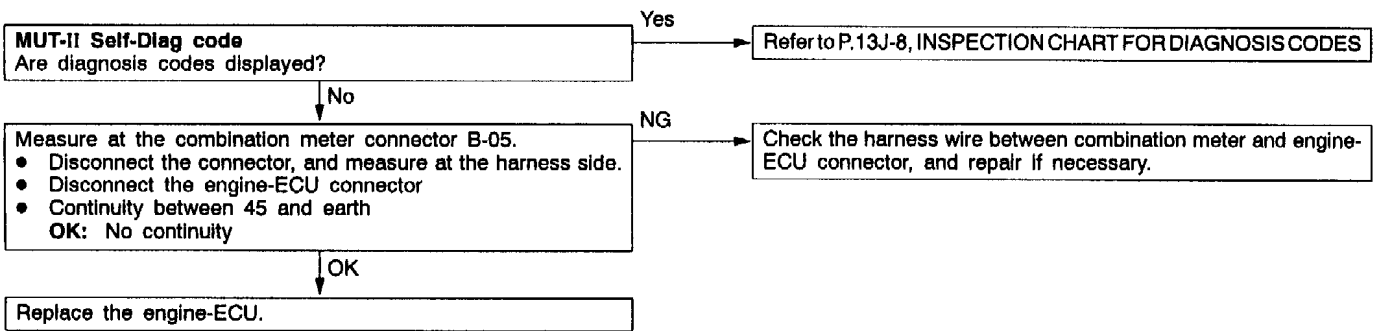 MUT-II Self-Diag code
Are diagnosis codes displayed?
Yes
Refer to P.13J-8, INSPECTION CHART FOR DIAGNOSIS CODES
No
Measure at the combination meter connector B-05.
● Disconnect the connector, and measure at the harness side.
● Disconnect the engine-ECU connector
● Continuity between 45 and earth
OK: No continuity
NG
Check the harness wire between combination meter and engine-
ECU connector, and repair if necessary.
OK
Replace the engine-ECU.